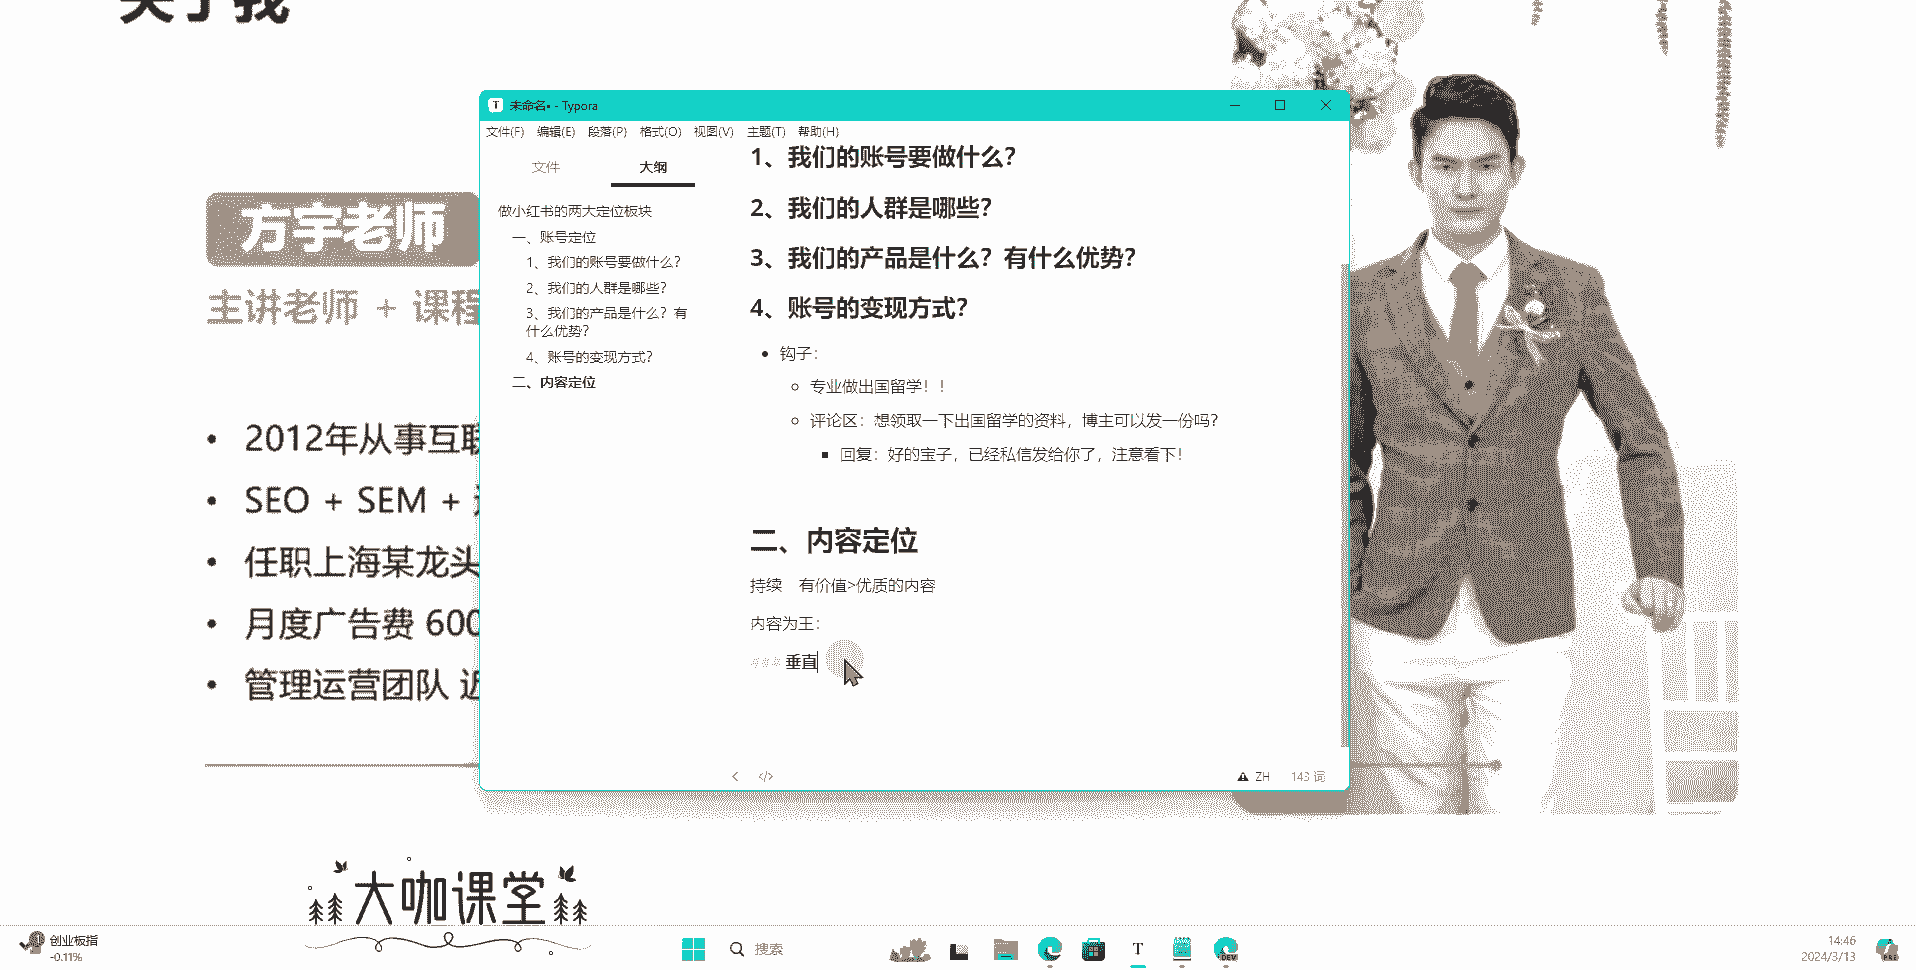 关于我
方宇老师
主讲老师 + 课程
2012年从事互联
SEO + SEM +
任职上海某龙头
月度广告费 600
管理运营团队 近
未命名• - Typora
文件(F) 编辑(E) 段落(P) 格式(O) 视图(V) 主题(T) 帮助(H)
文件 大纲
做小红书的两大定位板块
一、账号定位
1、我们的账号要做什么？
2、我们的人群是哪些？
3、我们的产品是什么？有
什么优势？
4、账号的变现方式？
二、内容定位
1、我们的账号要做什么？
2、我们的人群是哪些？
3、我们的产品是什么？有什么优势？
4、账号的变现方式？
钩子：
专业做出国留学！！
评论区：想领取一下出国留学的资料，博主可以发一份吗？
回复：好的宝子，已经私信发给你了，注意看下！
二、内容定位
持续 有价值>优质的内容
内容为王：
### 垂直
</> ZH 143 词
大咖课堂
创业板指
-0.11%
搜索
T
DEV
14:46
2024/3/13
PRE